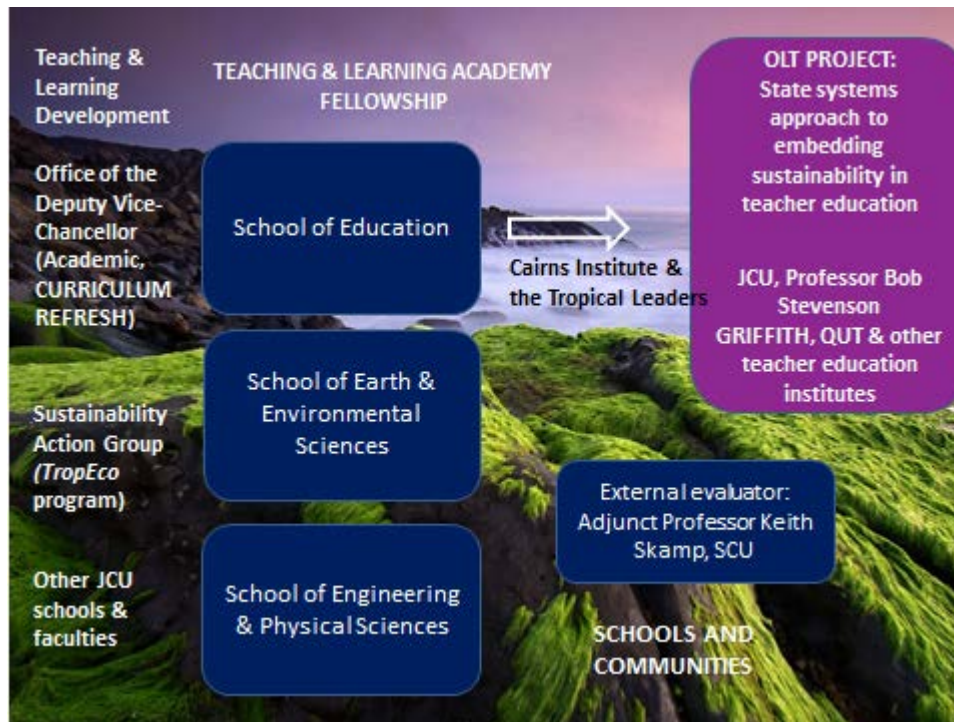 Teaching &
Learning
Development
Office of the
Deputy Vice-
Chancellor
(Academic,
CURRICULUM
REFRESH)
Sustainability
Action Group
(TropEco
program)
Other JCU
schools &
faculties
TEACHING & LEARNING ACADEMY
FELLOWSHIP
School of Education
School of Earth &
Environmental
Sciences
School of Engineering
& Physical Sciences
Cairns Institute &
the Tropical Leaders
OLT PROJECT:
State systems
approach to
embedding
sustainability in
teacher education
JCU, Professor Bob
Stevenson
GRIFFITH, QUT & other
teacher education
institutes
External evaluator:
Adjunct Professor Keith
Skamp, SCU
SCHOOLS AND
COMMUNITIES